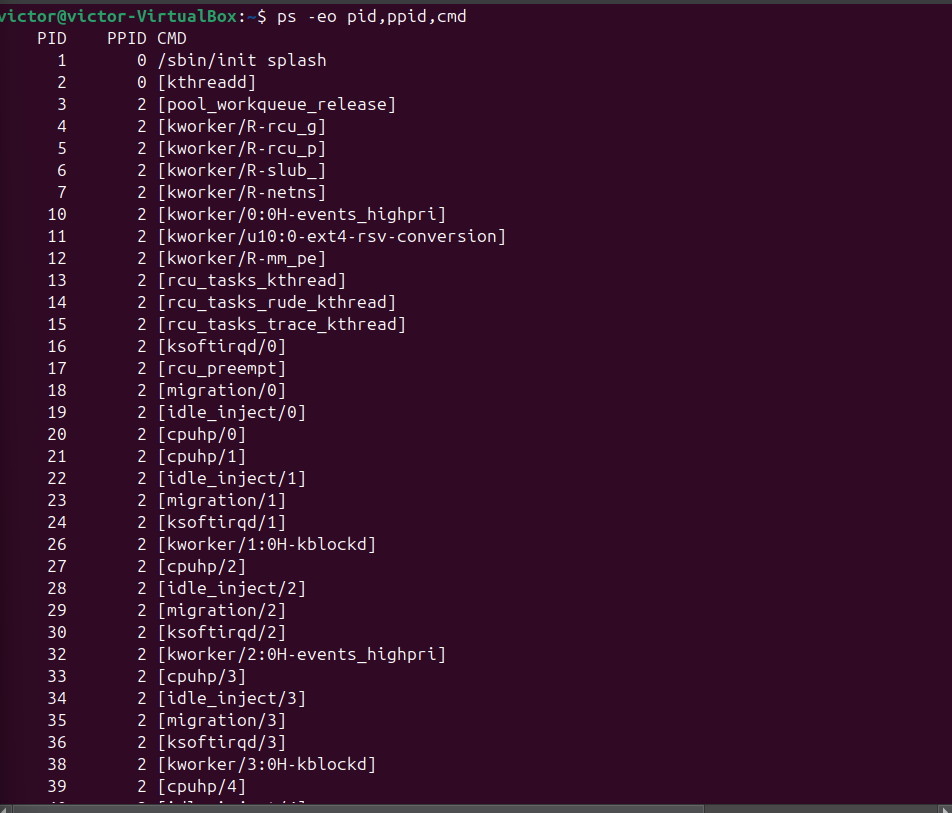 victor@victor-VirtualBox:~$ ps -eo pid,ppid,cmd
PID PPID CMD
1 0 /sbin/init splash
2 0 [kthreadd]
3 2 [pool_workqueue_release]
4 2 [kworker/R-rcu_g]
5 2 [kworker/R-rcu_p]
6 2 [kworker/R-slub_]
7 2 [kworker/R-netns]
10 2 [kworker/0:0H-events_highpri]
11 2 [kworker/u10:0-ext4-rsv-conversion]
12 2 [kworker/R-mm_pe]
13 2 [rcu_tasks_kthread]
14 2 [rcu_tasks_rude_kthread]
15 2 [rcu_tasks_trace_kthread]
16 2 [ksoftirqd/0]
17 2 [rcu_preempt]
18 2 [migration/0]
19 2 [idle_inject/0]
20 2 [cpuhp/0]
21 2 [cpuhp/1]
22 2 [idle_inject/1]
23 2 [migration/1]
24 2 [ksoftirqd/1]
26 2 [kworker/1:0H-kblockd]
27 2 [cpuhp/2]
28 2 [idle_inject/2]
29 2 [migration/2]
30 2 [ksoftirqd/2]
32 2 [kworker/2:0H-events_highpri]
33 2 [cpuhp/3]
34 2 [idle_inject/3]
35 2 [migration/3]
36 2 [ksoftirqd/3]
38 2 [kworker/3:0H-kblockd]
39 2 [cpuhp/4]